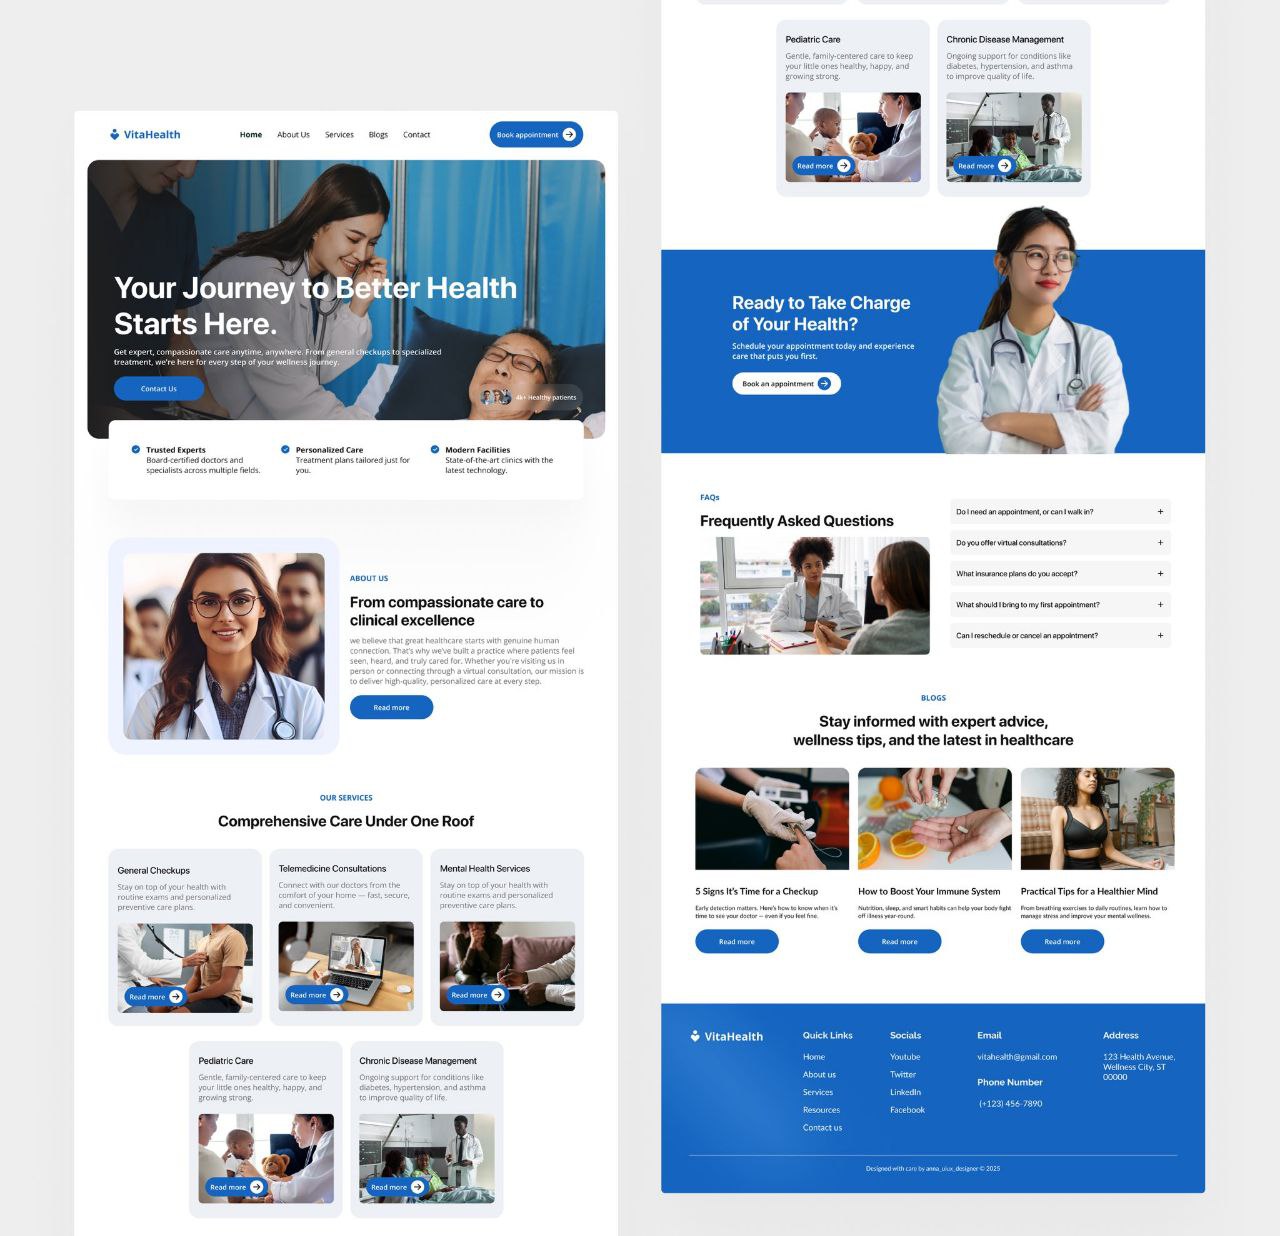 VitaHealth
Home About Us Services Blogs Contact
Book appointment
Your Journey to Better Health
Starts Here.
Get expert, compassionate care anytime, anywhere. From general checkups to specialized
treatment, we're here for every step of your wellness journey.
Contact Us
4k+ Healthy patients
Trusted Experts
Board-certified doctors and
specialists across multiple fields.
Personalized Care
Treatment plans tailored just for
you.
Modern Facilities
State-of-the-art clinics with the
latest technology.
ABOUT US
From compassionate care to
clinical excellence
we believe that great healthcare starts with genuine human
connection. That's why we've built a practice where patients feel
seen, heard, and truly cared for. Whether you're visiting us in
person or connecting through a virtual consultation, our mission is
to deliver high-quality, personalized care at every step.
Read more
OUR SERVICES
Comprehensive Care Under One Roof
General Checkups
Stay on top of your health with
routine exams and personalized
preventive care plans.
Read more
Telemedicine Consultations
Connect with our doctors from the
comfort of your home — fast, secure,
and convenient.
Read more
Mental Health Services
Stay on top of your health with
routine exams and personalized
preventive care plans.
Read more
Pediatric Care
Gentle, family-centered care to keep
your little ones healthy, happy, and
growing strong.
Read more
Chronic Disease Management
Ongoing support for conditions like
diabetes, hypertension, and asthma
to improve quality of life.
Read more
Pediatric Care
Gentle, family-centered care to keep
your little ones healthy, happy, and
growing strong.
Read more
Chronic Disease Management
Ongoing support for conditions like
diabetes, hypertension, and asthma
to improve quality of life.
Read more
Ready to Take Charge
of Your Health?
Schedule your appointment today and experience
care that puts you first.
Book an appointment
FAQs
Frequently Asked Questions
Do I need an appointment, or can I walk in? +
Do you offer virtual consultations? +
What insurance plans do you accept? +
What should I bring to my first appointment? +
Can I reschedule or cancel an appointment? +
BLOGS
Stay informed with expert advice,
wellness tips, and the latest in healthcare
5 Signs It's Time for a Checkup
Early detection matters. Here's how to know when it's
time to see your doctor — even if you feel fine.
Read more
How to Boost Your Immune System
Nutrition, sleep, and smart habits can help your body fight
off illness year-round.
Read more
Practical Tips for a Healthier Mind
From breathing exercises to daily routines, learn how to
manage stress and improve your mental wellness.
Read more
VitaHealth
Quick Links
Home
About us
Services
Resources
Contact us
Socials
Youtube
Twitter
LinkedIn
Facebook
Email
vitahealth@gmail.com
Phone Number
(+123) 456-7890
Address
123 Health Avenue,
Wellness City, ST
00000
Designed with care by anna_uiux_designer © 2025